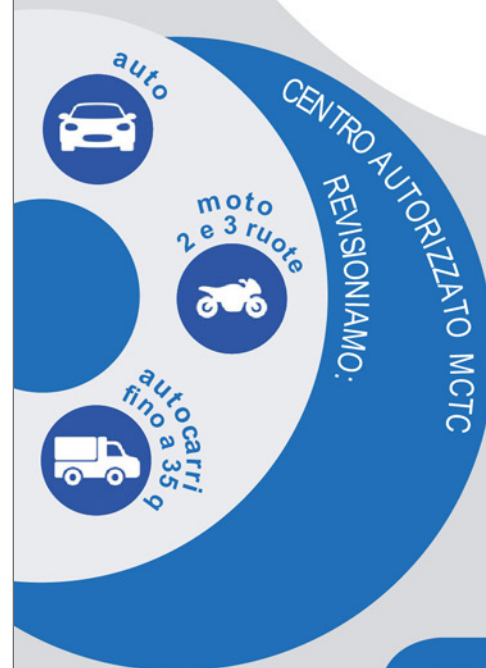 CENTRO AUTORIZZATO MCTC
REVISIONIAMO:
auto
moto
2 e 3 ruote
autocarri
fino a 35 q